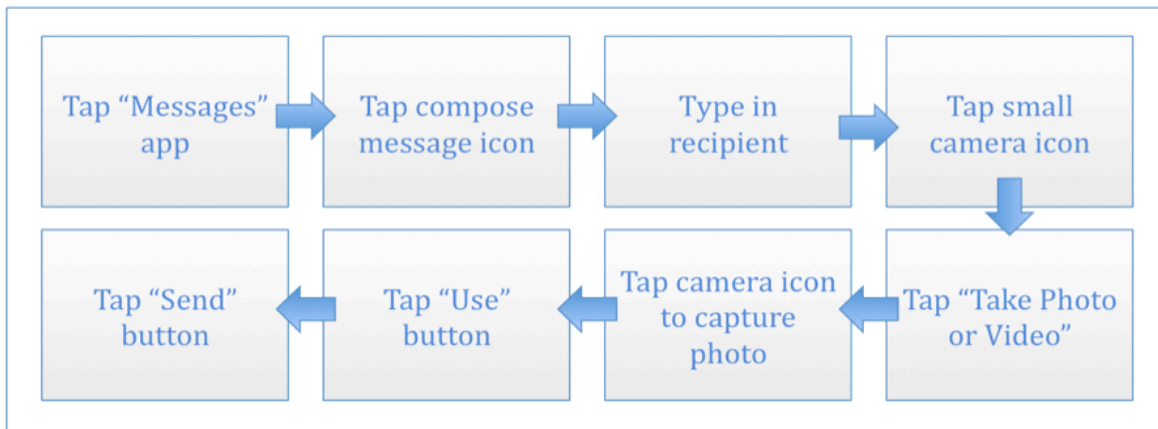 Tap “Messages”
app
Tap compose
message icon
Type in
recipient
Tap small
camera icon
Tap “Take Photo
or Video”
Tap camera icon
to capture
photo
Tap “Use”
button
Tap “Send”
button